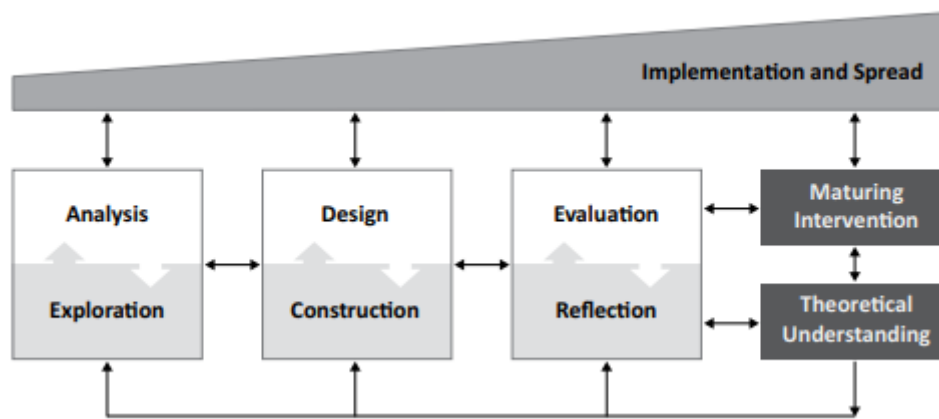 Implementation and Spread
Analysis
Exploration
Design
Construction
Evaluation
Reflection
Maturing
Intervention
Theoretical
Understanding